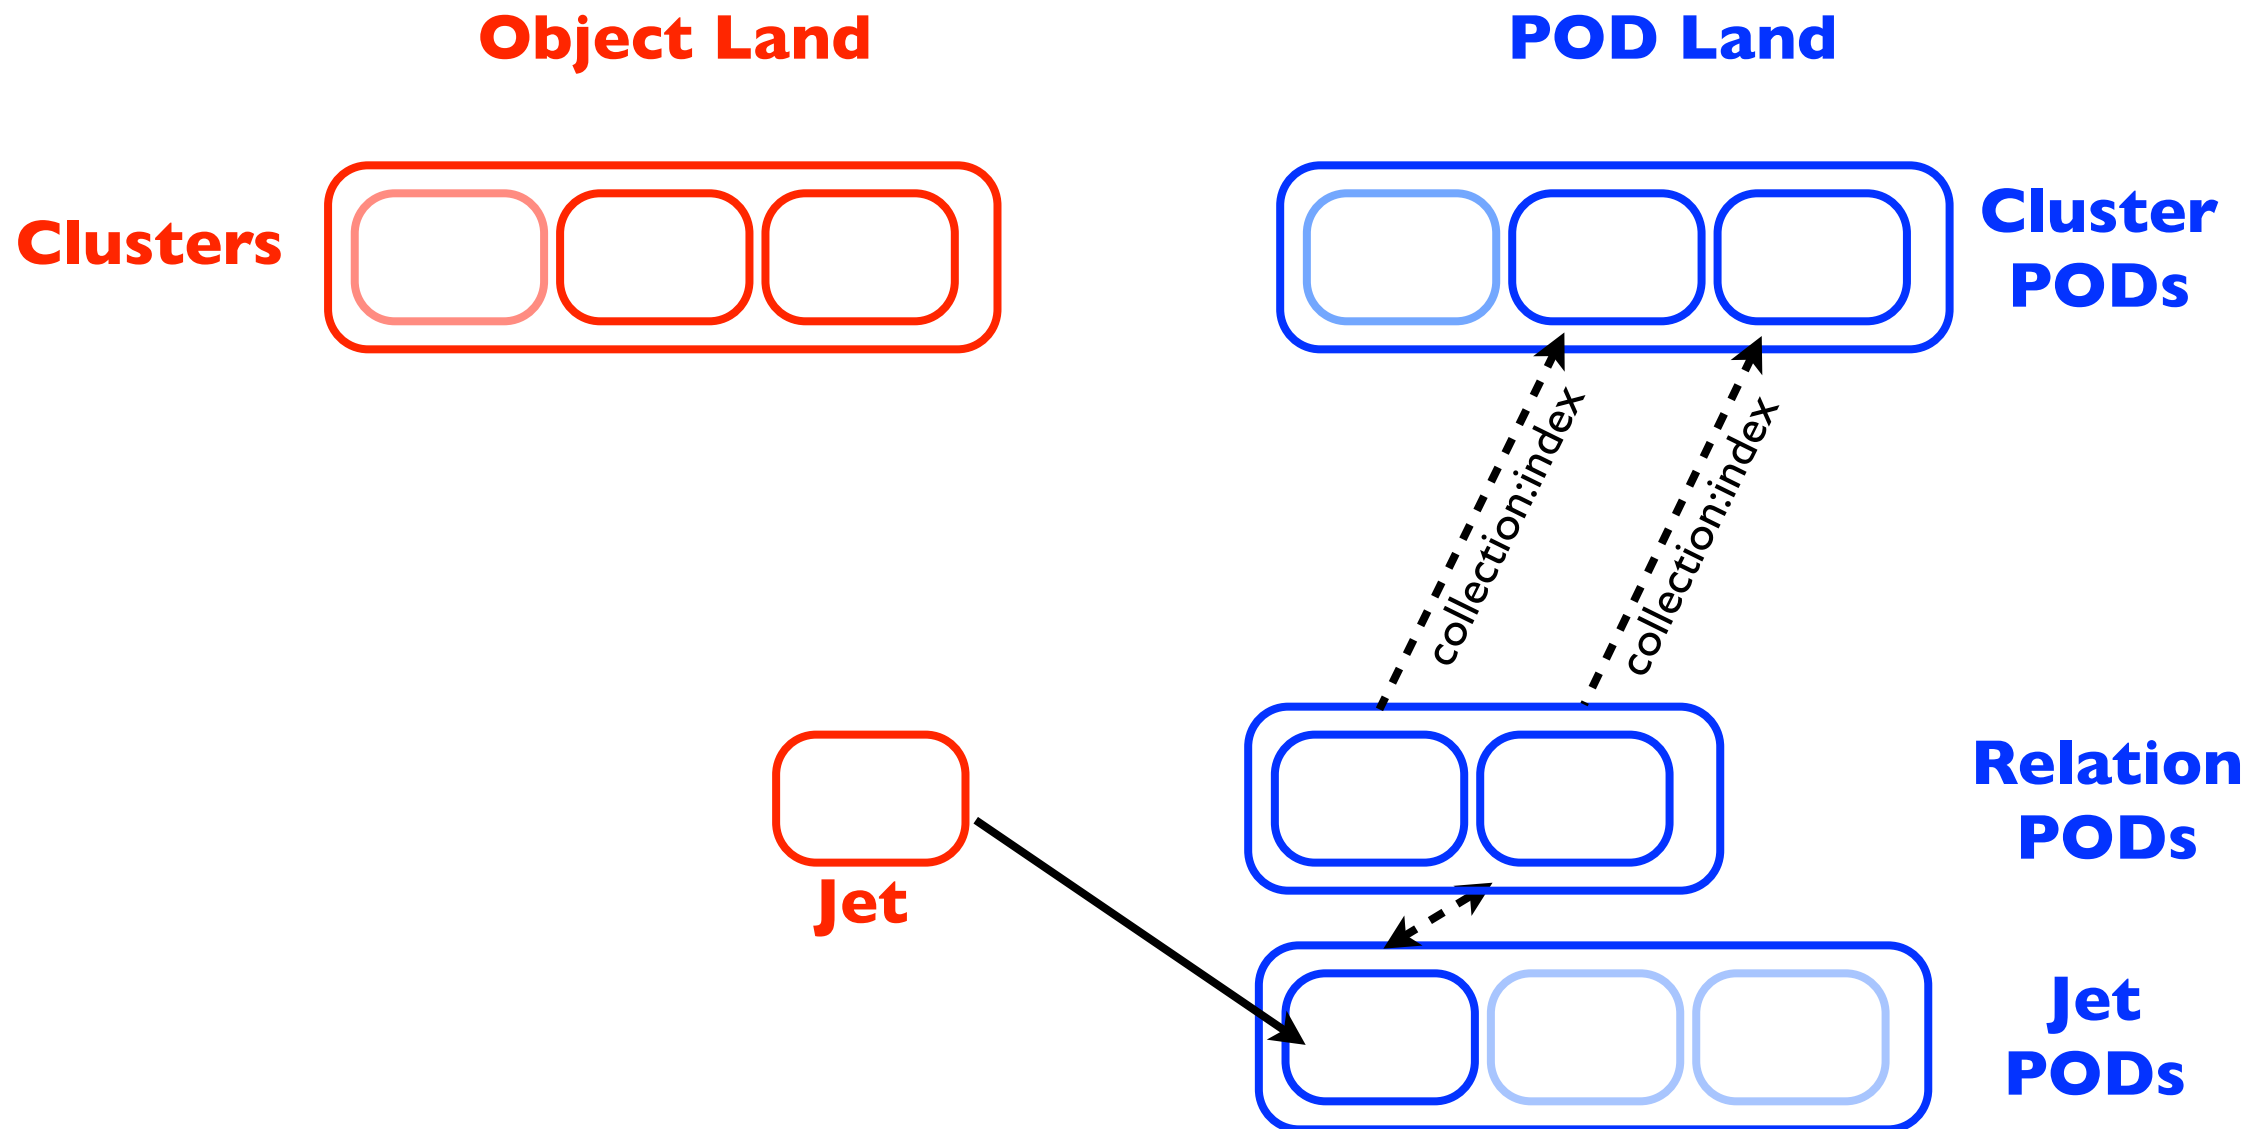 Object Land
POD Land
Clusters
Cluster
PODs
collection:index
collection:index
Relation
PODs
Jet
Jet
PODs